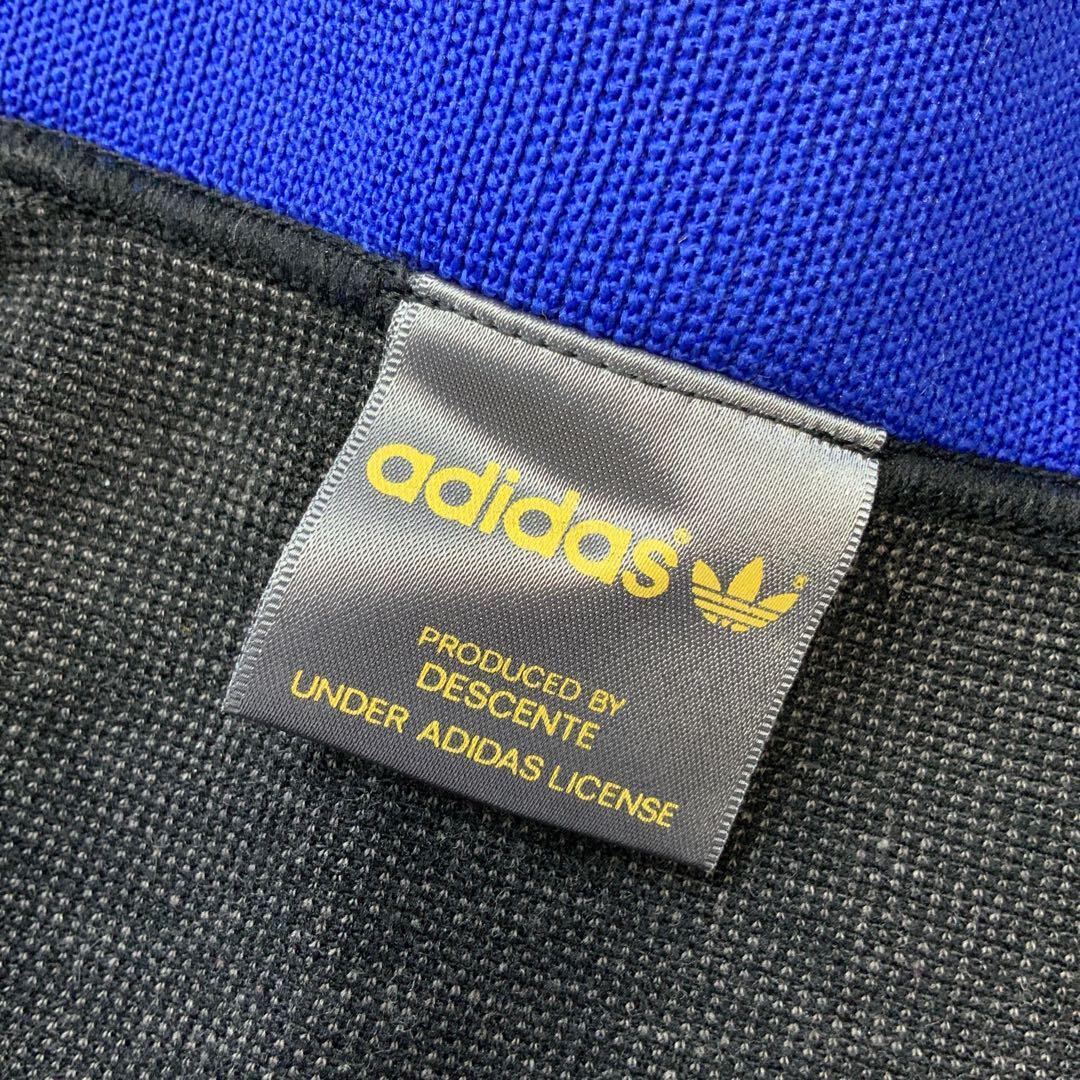 adidas®
®
PRODUCED BY
DESCENTE
UNDER ADIDAS LICENSE